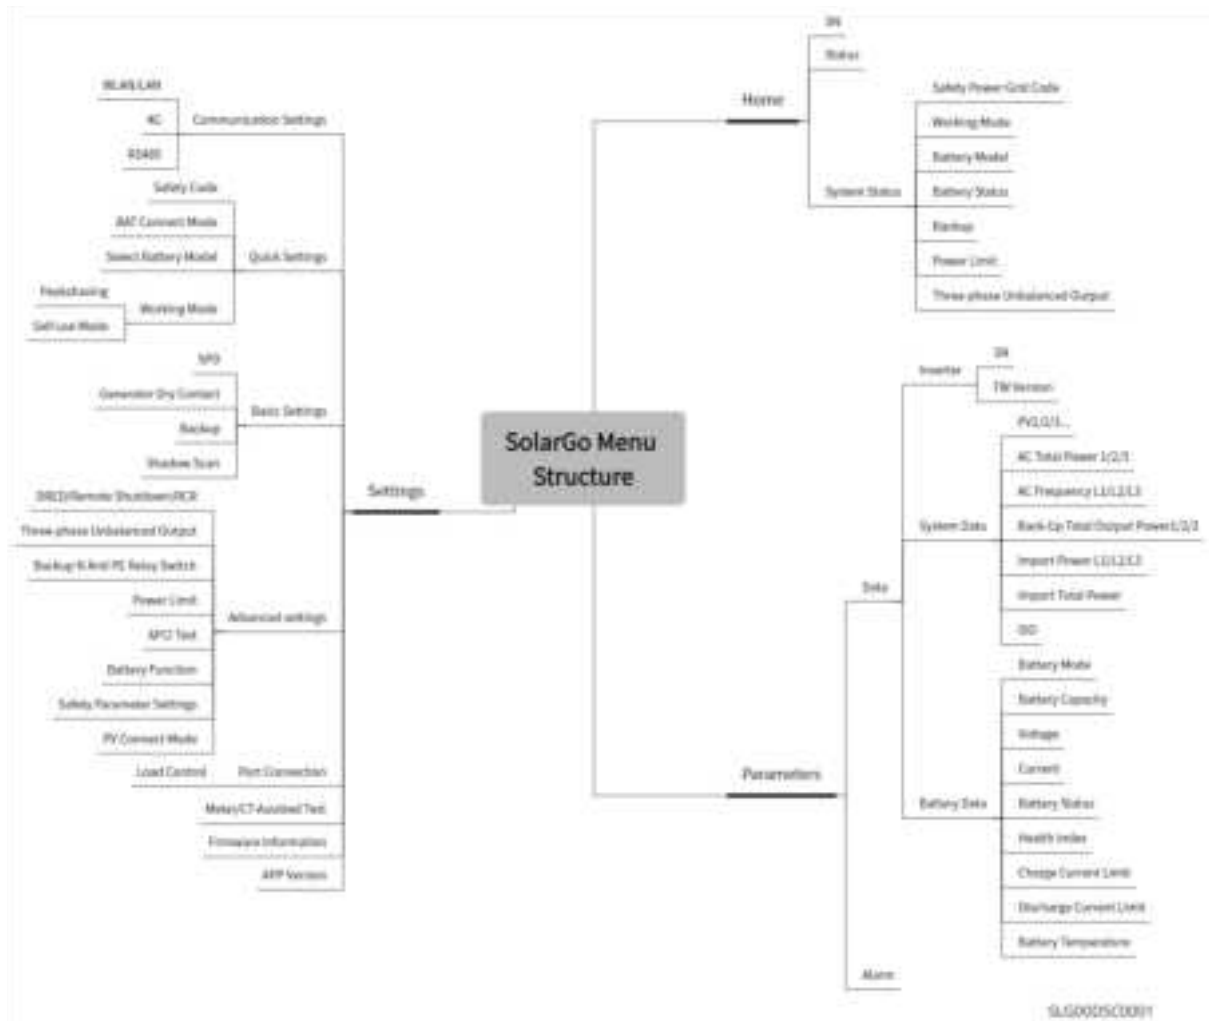 SN
Status
Home
Safety Power Grid Code
Working Mode
Battery Model
System Status
Battery Status
Backup
Power Limit
Three-phase Unbalanced Output
WLAN/LAN
4G
Communication Settings
RS485
Safety Code
BAT Connect Mode
Select Battery Model
Quick Settings
Peakshaving
Working Mode
Self-use Mode
SPD
Generator Dry Contact
Basic Settings
Backup
Shadow Scan
SolarGo Menu
Structure
Settings
DRED/Remote Shutdown/RCR
Three-phase Unbalanced Output
Backup N And PE Relay Switch
Power Limit
Advanced settings
AFCI Test
Battery Function
Safety Parameter Settings
PV Connect Mode
Load Control
Port Connection
Meter/CT-Assisted Test
Firmware Information
APP Version
SN
Inverter
PV1/2/3...
AC Total Power 1/2/3
AC Frequency L1/L2/L3
System Data
Back-Up Total Output Power1/2/3
Import Power L1/L2/L3
Import Total Power
Data
ISO
Battery Mode
Battery Capacity
Voltage
Current
Parameters
Battery Data
Battery Status
Health Index
Charge Current Limit
Discharge Current Limit
Battery Temperature
Alarm
SLG00DSC0001